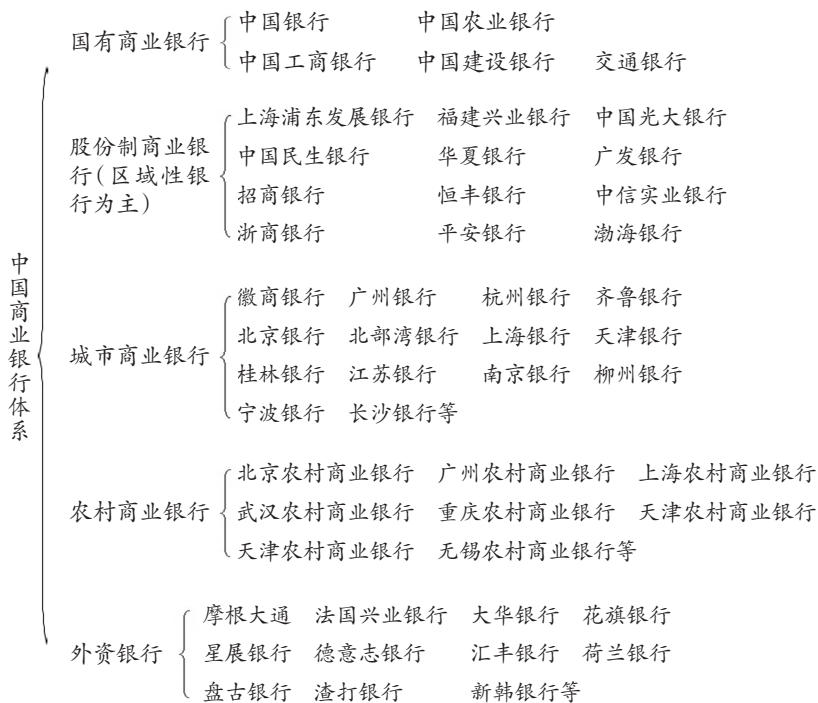 中国商业银行体系
国有商业银行
中国银行 中国农业银行
中国工商银行 中国建设银行 交通银行
股份制商业银
行(区域性银
行为主)
上海浦东发展银行 福建兴业银行 中国光大银行
中国民生银行 华夏银行 广发银行
招商银行 恒丰银行 中信实业银行
浙商银行 平安银行 渤海银行
城市商业银行
徽商银行 广州银行 杭州银行 齐鲁银行
北京银行 北部湾银行 上海银行 天津银行
桂林银行 江苏银行 南京银行 柳州银行
宁波银行 长沙银行等
农村商业银行
北京农村商业银行 广州农村商业银行 上海农村商业银行
武汉农村商业银行 重庆农村商业银行 天津农村商业银行
天津农村商业银行 无锡农村商业银行等
外资银行
摩根大通 法国兴业银行 大华银行 花旗银行
星展银行 德意志银行 汇丰银行 荷兰银行
盘古银行 渣打银行 新韩银行等